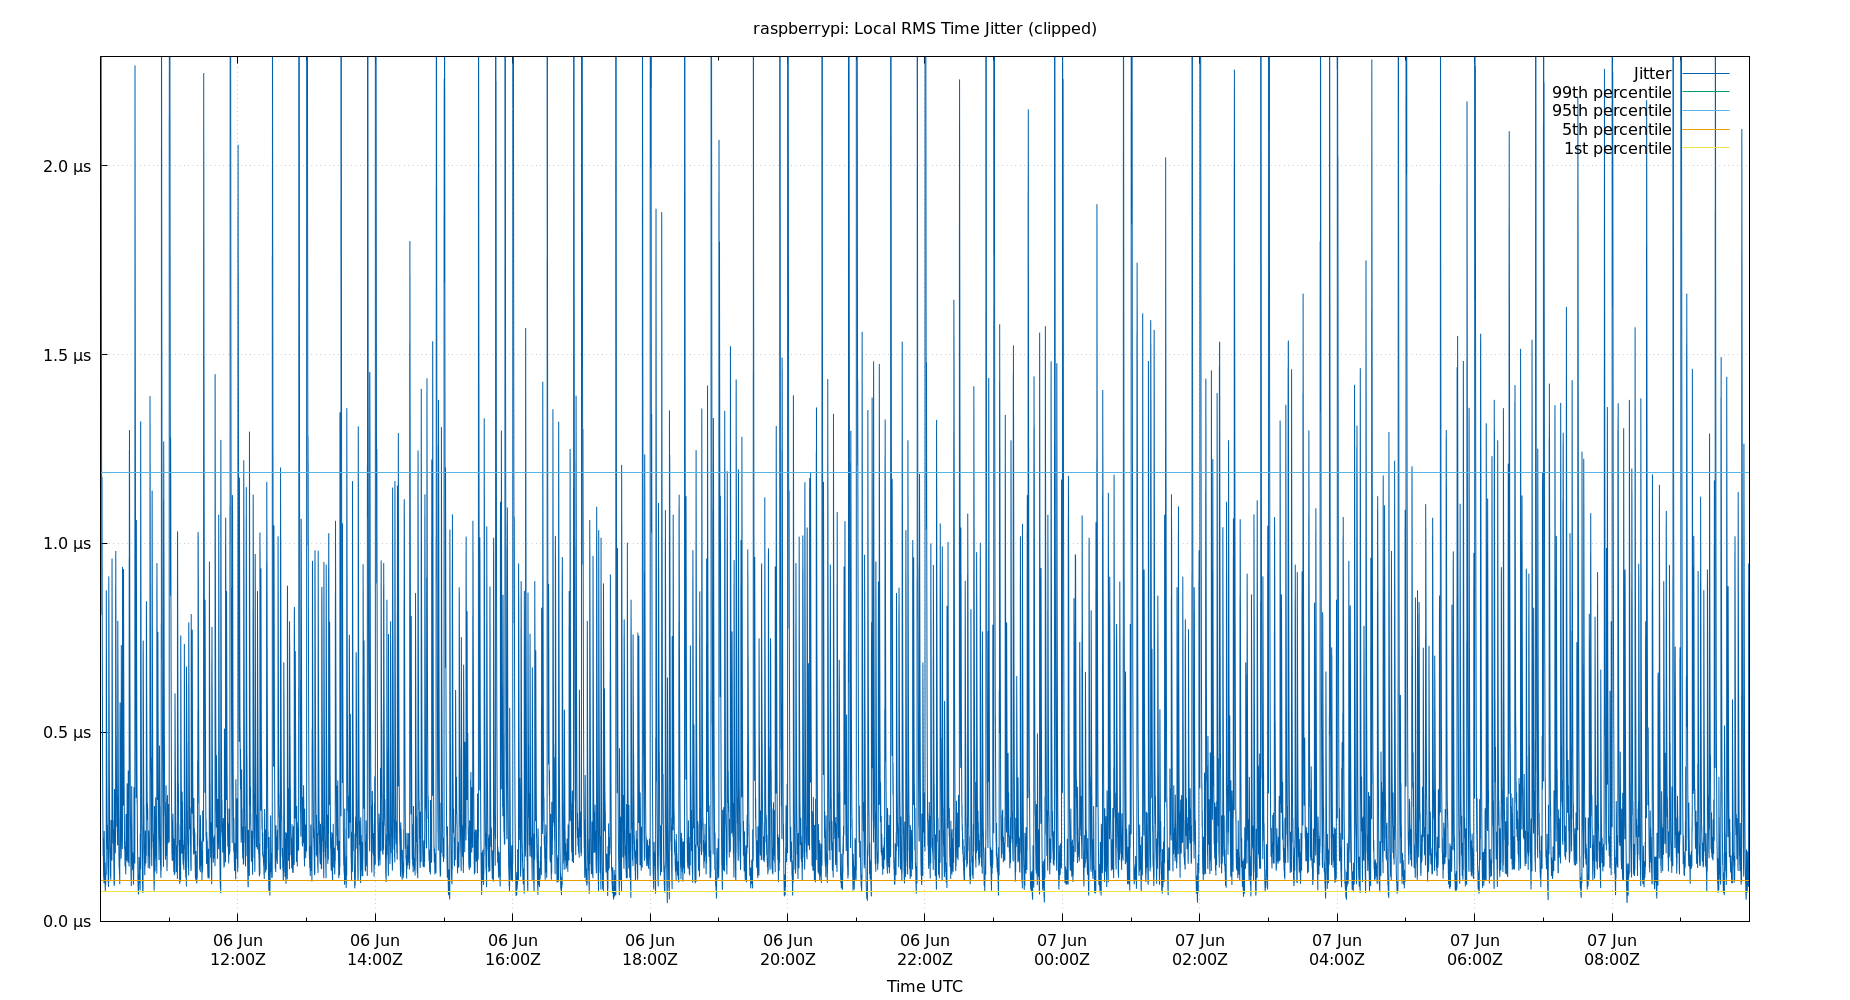 raspberrypi: Local RMS Time Jitter (clipped)
Jitter
99th percentile
95th percentile
5th percentile
1st percentile
2.0 μs
1.5 μs
1.0 μs
0.5 μs
0.0 μs
06 Jun 06 Jun 06 Jun 06 Jun 06 Jun 06 Jun 07 Jun 07 Jun 07 Jun 07 Jun 07 Jun
12:00Z 14:00Z 16:00Z 18:00Z 20:00Z 22:00Z 00:00Z 02:00Z 04:00Z 06:00Z 08:00Z
Time UTC